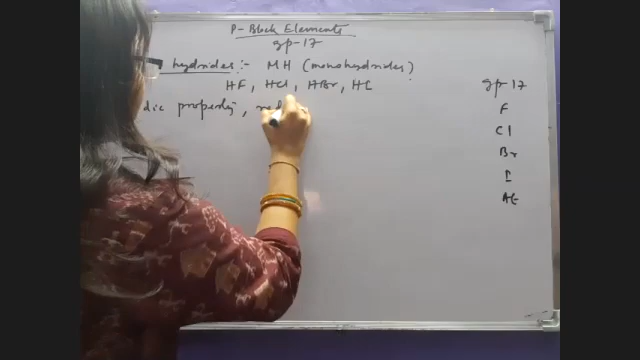 P-Block Elements
gp-17
hydrides:- MH (monohydrides)
HF, HCl, HBr, HI
dic property, red
gp-17
F
Cl
Br
I
At